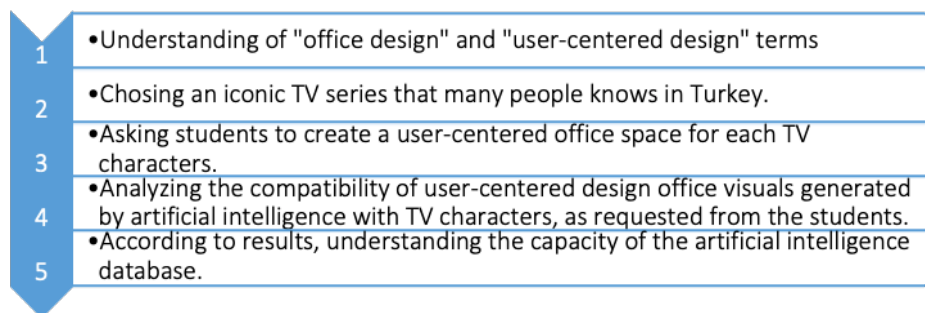 1
•Understanding of "office design" and "user-centered design" terms
2
•Chosing an iconic TV series that many people knows in Turkey.
3
•Asking students to create a user-centered office space for each TV
characters.
4
•Analyzing the compatibility of user-centered design office visuals generated
by artificial intelligence with TV characters, as requested from the students.
5
•According to results, understanding the capacity of the artificial intelligence
database.